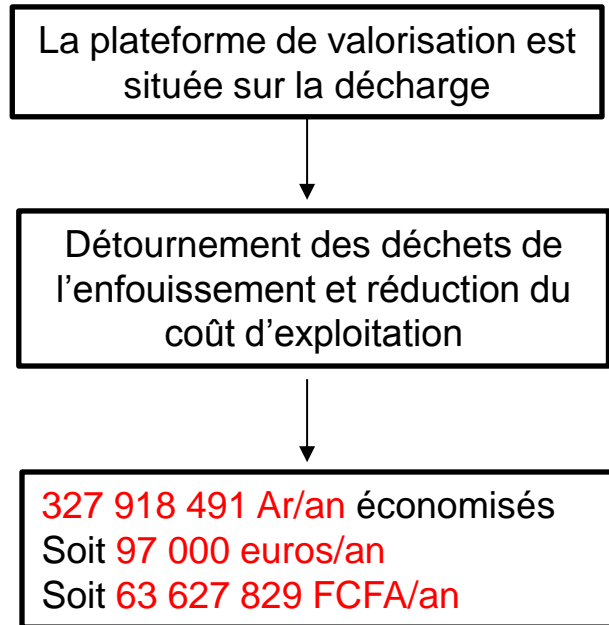 La plateforme de valorisation est
située sur la décharge
Détournement des déchets de
l’enfouissement et réduction du
coût d’exploitation
327 918 491 Ar/an économisés
Soit 97 000 euros/an
Soit 63 627 829 FCFA/an